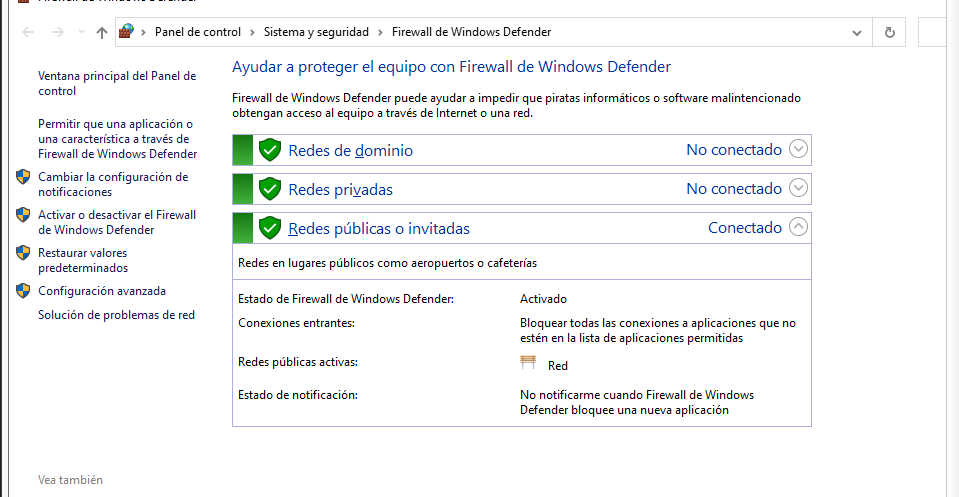 Firewall de Windows Defender
Panel de control > Sistema y seguridad > Firewall de Windows Defender
Ventana principal del Panel de
control
Permitir que una aplicación o
una característica a través de
Firewall de Windows Defender
Cambiar la configuración de
notificaciones
Activar o desactivar el Firewall
de Windows Defender
Restaurar valores
predeterminados
Configuración avanzada
Solución de problemas de red
Ayudar a proteger el equipo con Firewall de Windows Defender
Firewall de Windows Defender puede ayudar a impedir que piratas informáticos o software malintencionado
obtengan acceso al equipo a través de Internet o una red.
Redes de dominio No conectado
Redes privadas No conectado
Redes públicas o invitadas Conectado
Redes en lugares públicos como aeropuertos o cafeterías
Estado de Firewall de Windows Defender: Activado
Conexiones entrantes: Bloquear todas las conexiones a aplicaciones que no
estén en la lista de aplicaciones permitidas
Redes públicas activas: Red
Estado de notificación: No notificarme cuando Firewall de Windows
Defender bloquee una nueva aplicación
Vea también